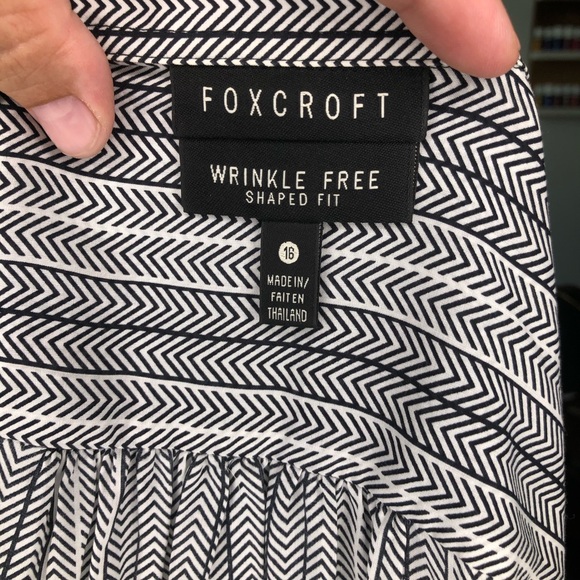 FOXCROFT
WRINKLE FREE
SHAPED FIT
16
MADE IN/
FAIT EN
THAILAND